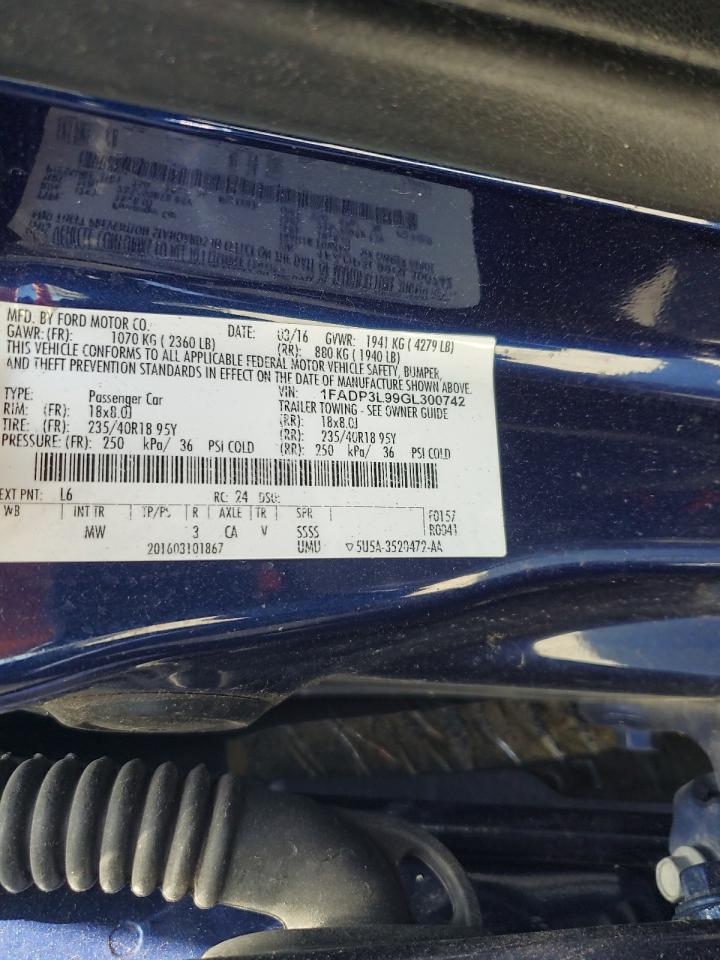 MFD. BY FORD MOTOR CO. DATE: 03/16 GVWR: 1941 KG ( 4279 LB)
GAWR: (FR): 1070 KG ( 2360 LB) (RR): 880 KG ( 1940 LB)
THIS VEHICLE CONFORMS TO ALL APPLICABLE FEDERAL MOTOR VEHICLE SAFETY, BUMPER,
AND THEFT PREVENTION STANDARDS IN EFFECT ON THE DATE OF MANUFACTURE SHOWN ABOVE.
VIN: 1FADP3L99GL300742
TYPE: Passenger Car TRAILER TOWING - SEE OWNER GUIDE
RIM: (FR): 18x8.0J (RR): 18x8.0J
TIRE: (FR): 235/40R18 95Y (RR): 235/40R18 95Y
PRESSURE: (FR): 250 kPa/ 36 PSI COLD (RR): 250 kPa/ 36 PSI COLD
EXT PNT: L6 RC: 24 DSO:
WB INT TR TP/PS R AXLE TR SPR F0157
MW 3 CA V SSSS R0041
201603101867 UMU ▽5U5A-3520472-AA